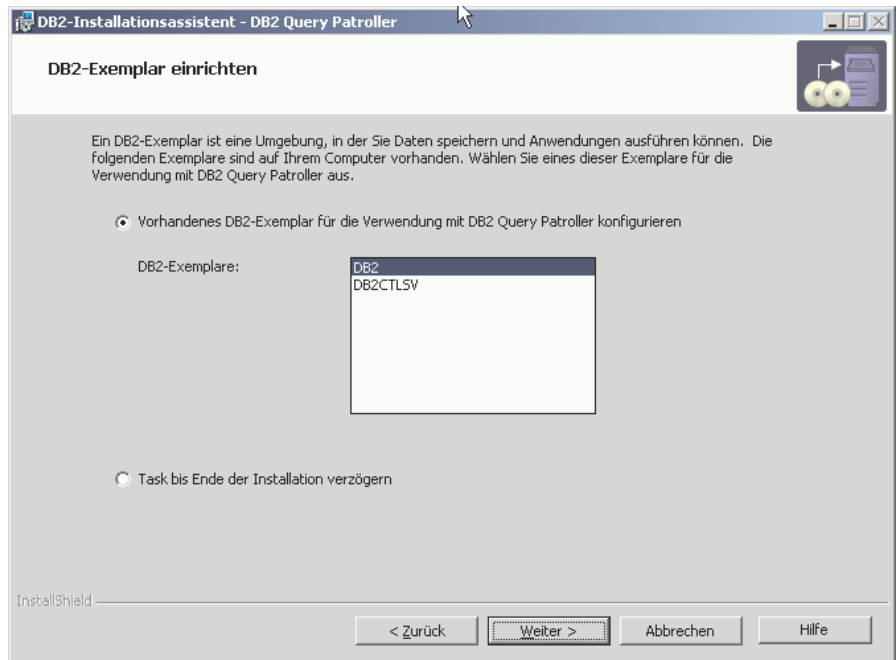 DB2-Installationsassistent - DB2 Query Patroller
DB2-Exemplar einrichten
Ein DB2-Exemplar ist eine Umgebung, in der Sie Daten speichern und Anwendungen ausführen können. Die
folgenden Exemplare sind auf Ihrem Computer vorhanden. Wählen Sie eines dieser Exemplare für die
Verwendung mit DB2 Query Patroller aus.
Vorhandenes DB2-Exemplar für die Verwendung mit DB2 Query Patroller konfigurieren
DB2-Exemplare:
DB2
DB2CTLSV
Task bis Ende der Installation verzögern
InstallShield
< Zurück
Weiter >
Abbrechen
Hilfe